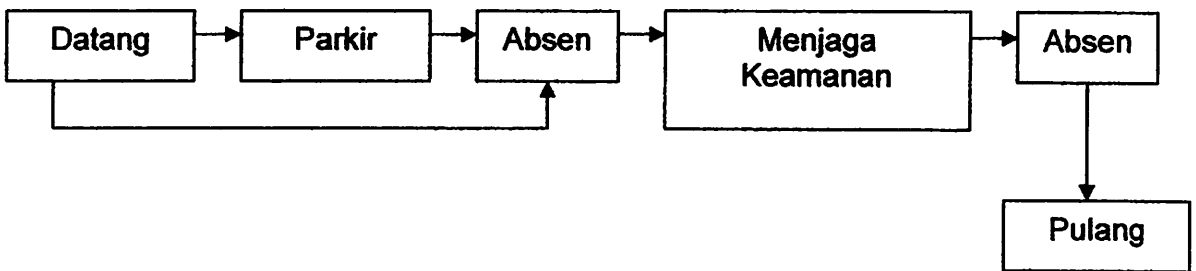 Datang
Parkir
Absen
Menjaga
Keamanan
Absen
Pulang